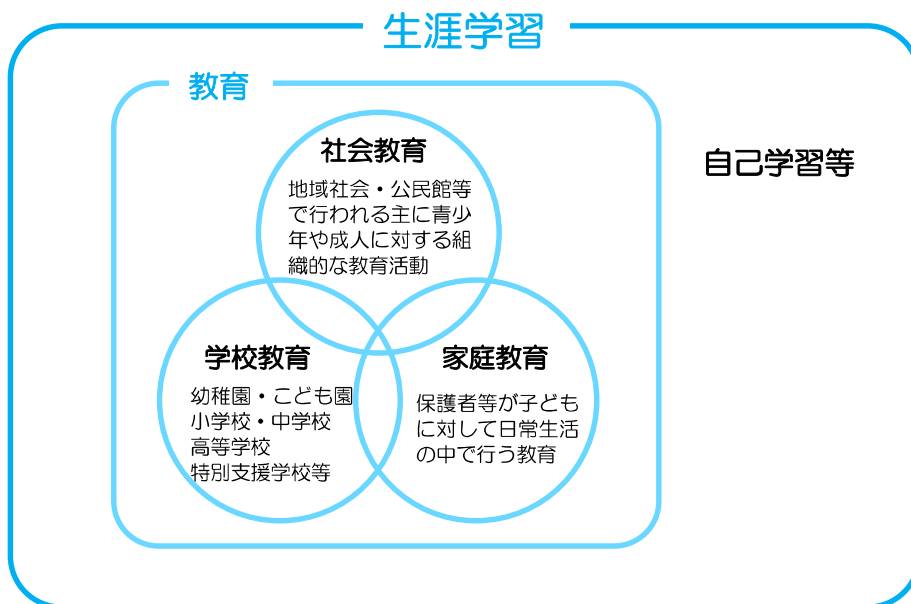 生涯学習
教育
社会教育
地域社会・公民館等
で行われる主に青少
年や成人に対する組
織的な教育活動
自己学習等
学校教育
幼稚園・こども園
小学校・中学校
高等学校
特別支援学校等
家庭教育
保護者等が子ども
に対して日常生活
の中で行う教育